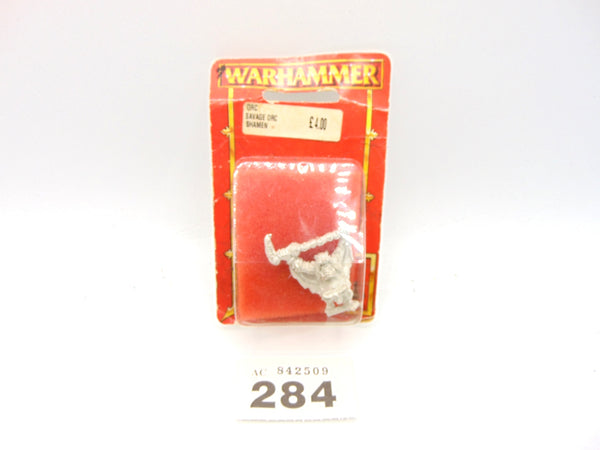 WARHAMMER
ORC
SAVAGE ORC
SHAMEN £4.00
AC 842509
284